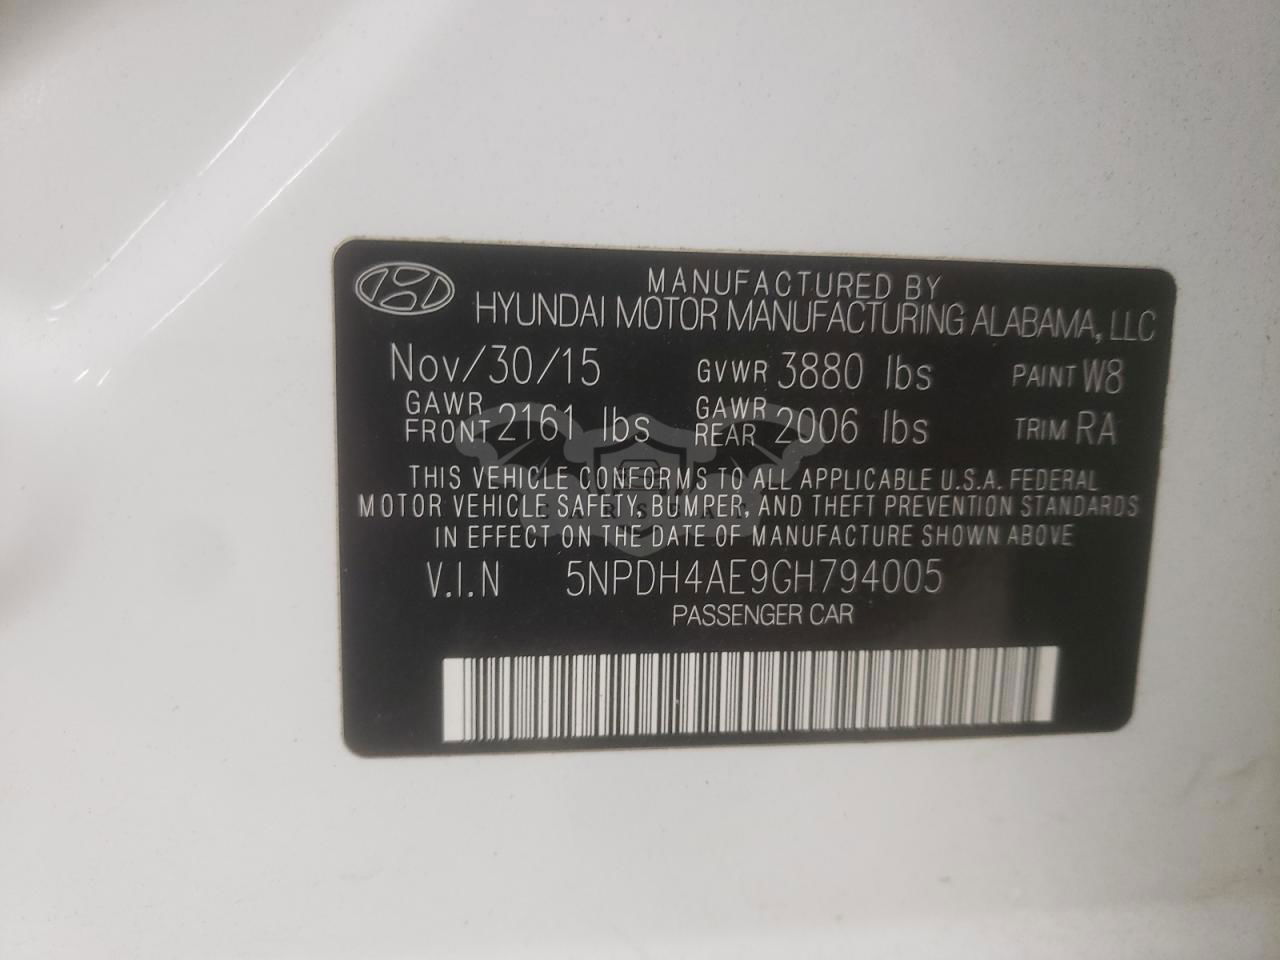 MANUFACTURED BY
HYUNDAI MOTOR MANUFACTURING ALABAMA, LLC
Nov/30/15 GVWR 3880 lbs PAINT W8
GAWR FRONT 2161 lbs GAWR REAR 2006 lbs TRIM RA
THIS VEHICLE CONFORMS TO ALL APPLICABLE U.S.A. FEDERAL
MOTOR VEHICLE SAFETY, BUMPER, AND THEFT PREVENTION STANDARDS
IN EFFECT ON THE DATE OF MANUFACTURE SHOWN ABOVE
V.I.N 5NPDH4AE9GH794005
PASSENGER CAR